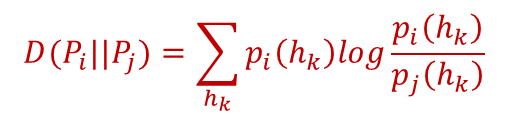 D(P_i||P_j) = \sum_{h_k} p_i(h_k) log \frac{p_i(h_k)}{p_j(h_k)}